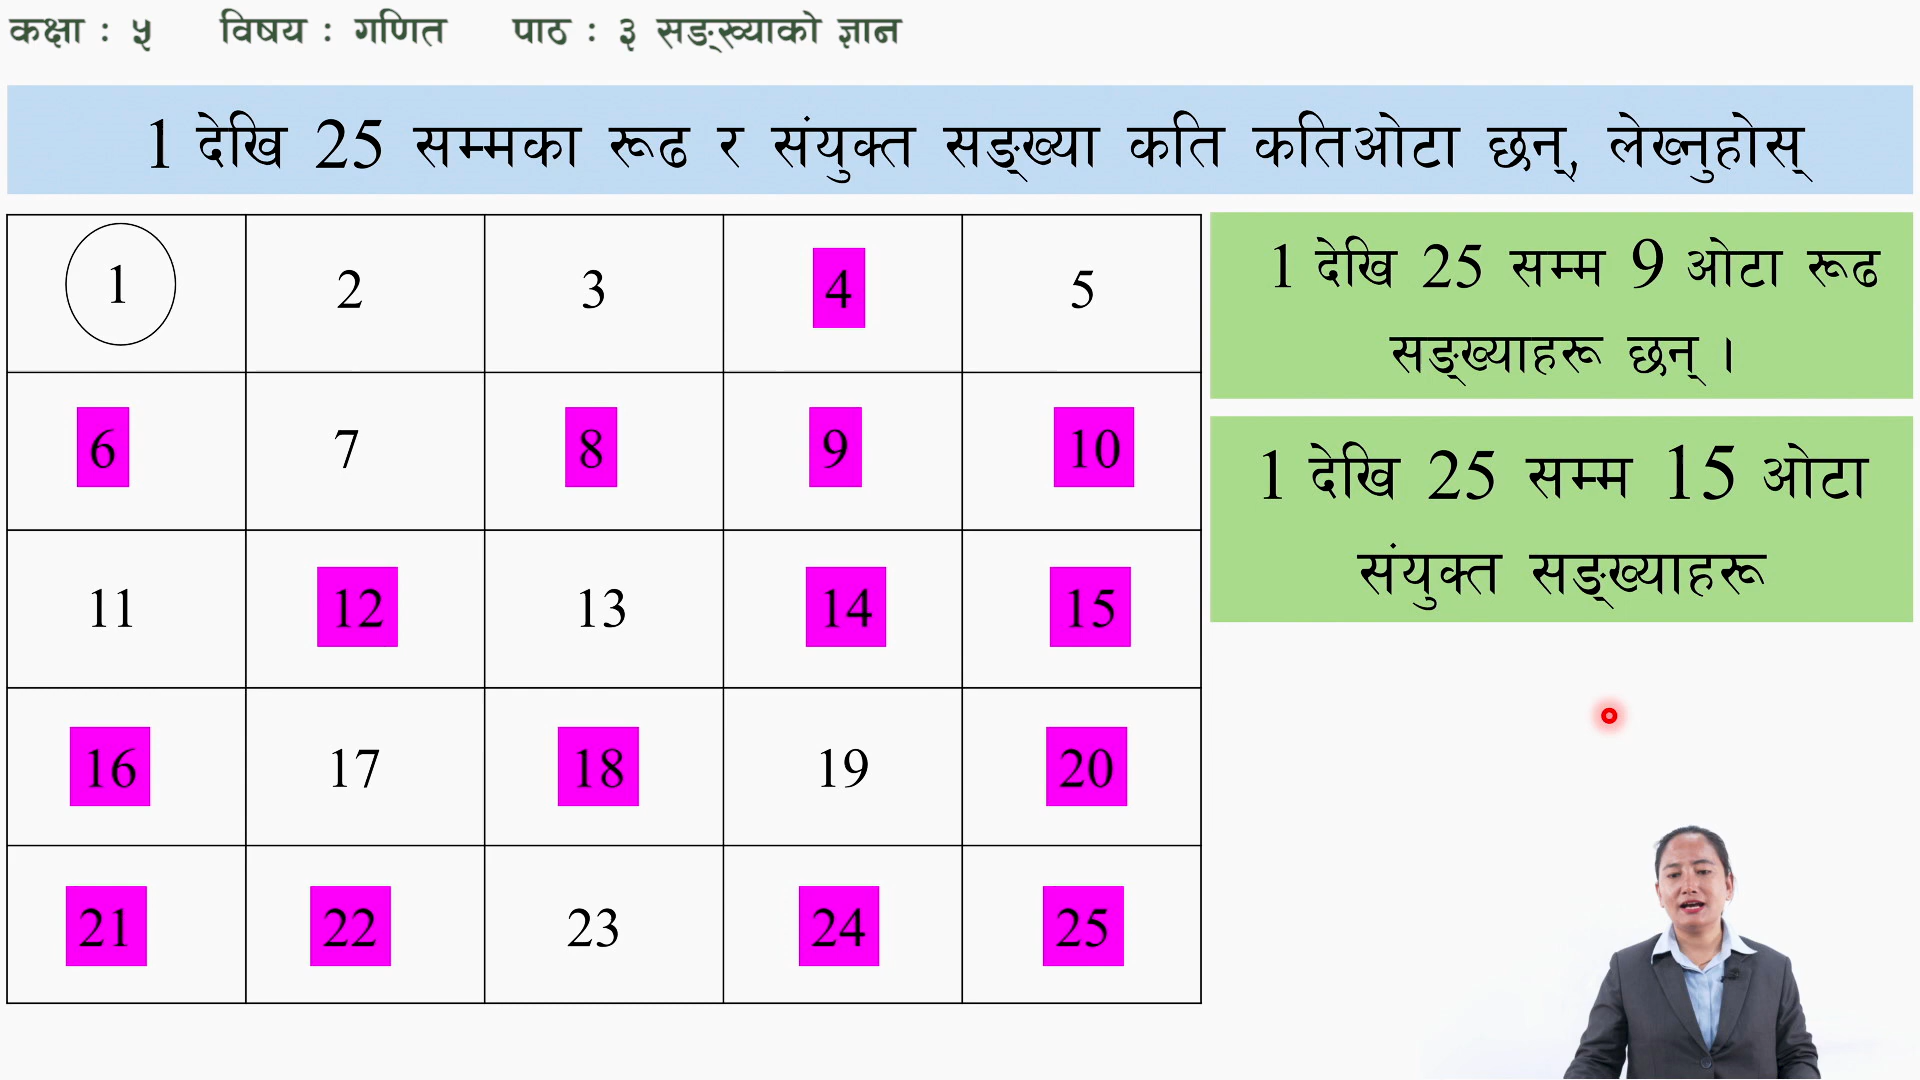 कक्षा : ५ विषय : गणित पाठ : ३ सङ्ख्याको ज्ञान
1 देखि 25 सम्मका रूढ र संयुक्त सङ्ख्या कति कतिओटा छन्, लेख्नुहोस्
1 2 3 4 5
6 7 8 9 10
11 12 13 14 15
16 17 18 19 20
21 22 23 24 25
1 देखि 25 सम्म 9 ओटा रूढ
सङ्ख्याहरू छन् ।
1 देखि 25 सम्म 15 ओटा
संयुक्त सङ्ख्याहरू